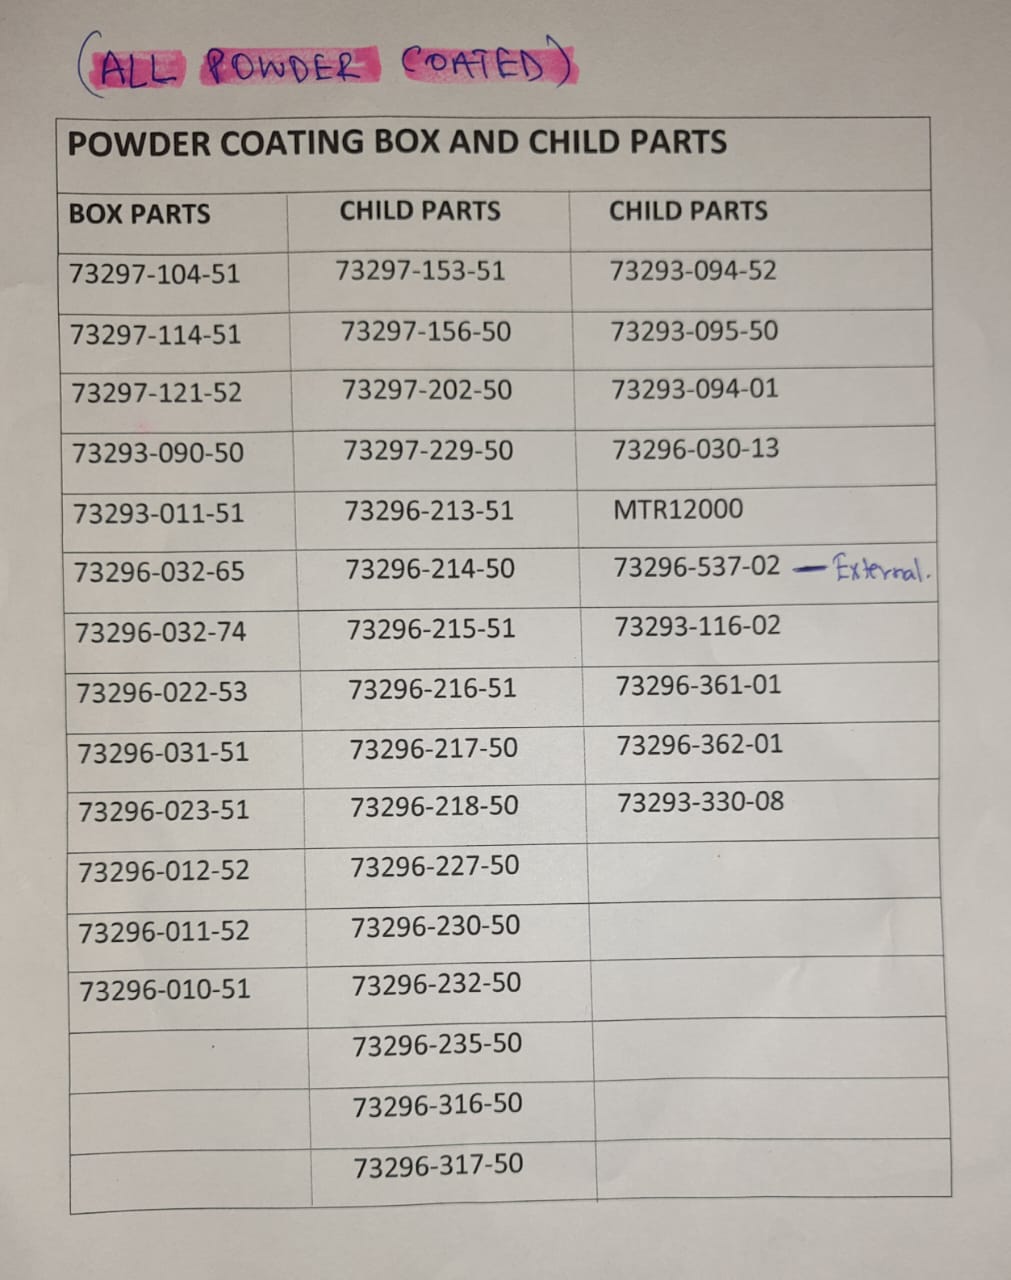 (ALL POWDER COATED)
POWDER COATING BOX AND CHILD PARTS
BOX PARTS CHILD PARTS CHILD PARTS
73297-104-51 73297-153-51 73293-094-52
73297-114-51 73297-156-50 73293-095-50
73297-121-52 73297-202-50 73293-094-01
73293-090-50 73297-229-50 73296-030-13
73293-011-51 73296-213-51 MTR12000
73296-032-65 73296-214-50 73296-537-02 — External.
73296-032-74 73296-215-51 73293-116-02
73296-022-53 73296-216-51 73296-361-01
73296-031-51 73296-217-50 73296-362-01
73296-023-51 73296-218-50 73293-330-08
73296-012-52 73296-227-50
73296-011-52 73296-230-50
73296-010-51 73296-232-50
73296-235-50
73296-316-50
73296-317-50